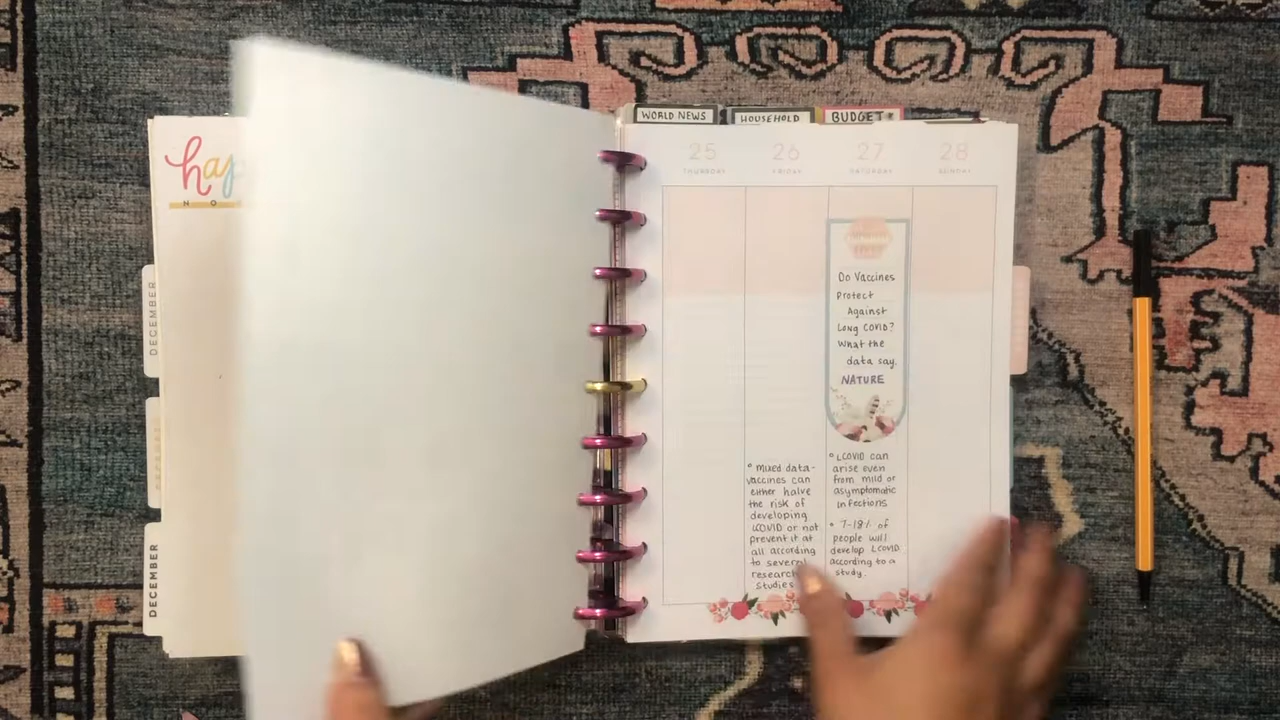 WORLD NEWS
HOUSEHOLD
BUDGET
hap
N O
25
26
27
28
THURSDAY
FRIDAY
SATURDAY
SUNDAY
Do Vaccines
Protect
Against
Long COVID?
What the
data say.
NATURE
° Mixed data-
vaccines can
either halve
the risk of
developing
LCOVID or not
prevent it at
all according
to several
research
studies
° LCOVID can
arise even
from mild or
asymptomatic
infections
° 7-18% of
people will
develop LCOVID
according to a
study.
DECEMBER
DECEMBER